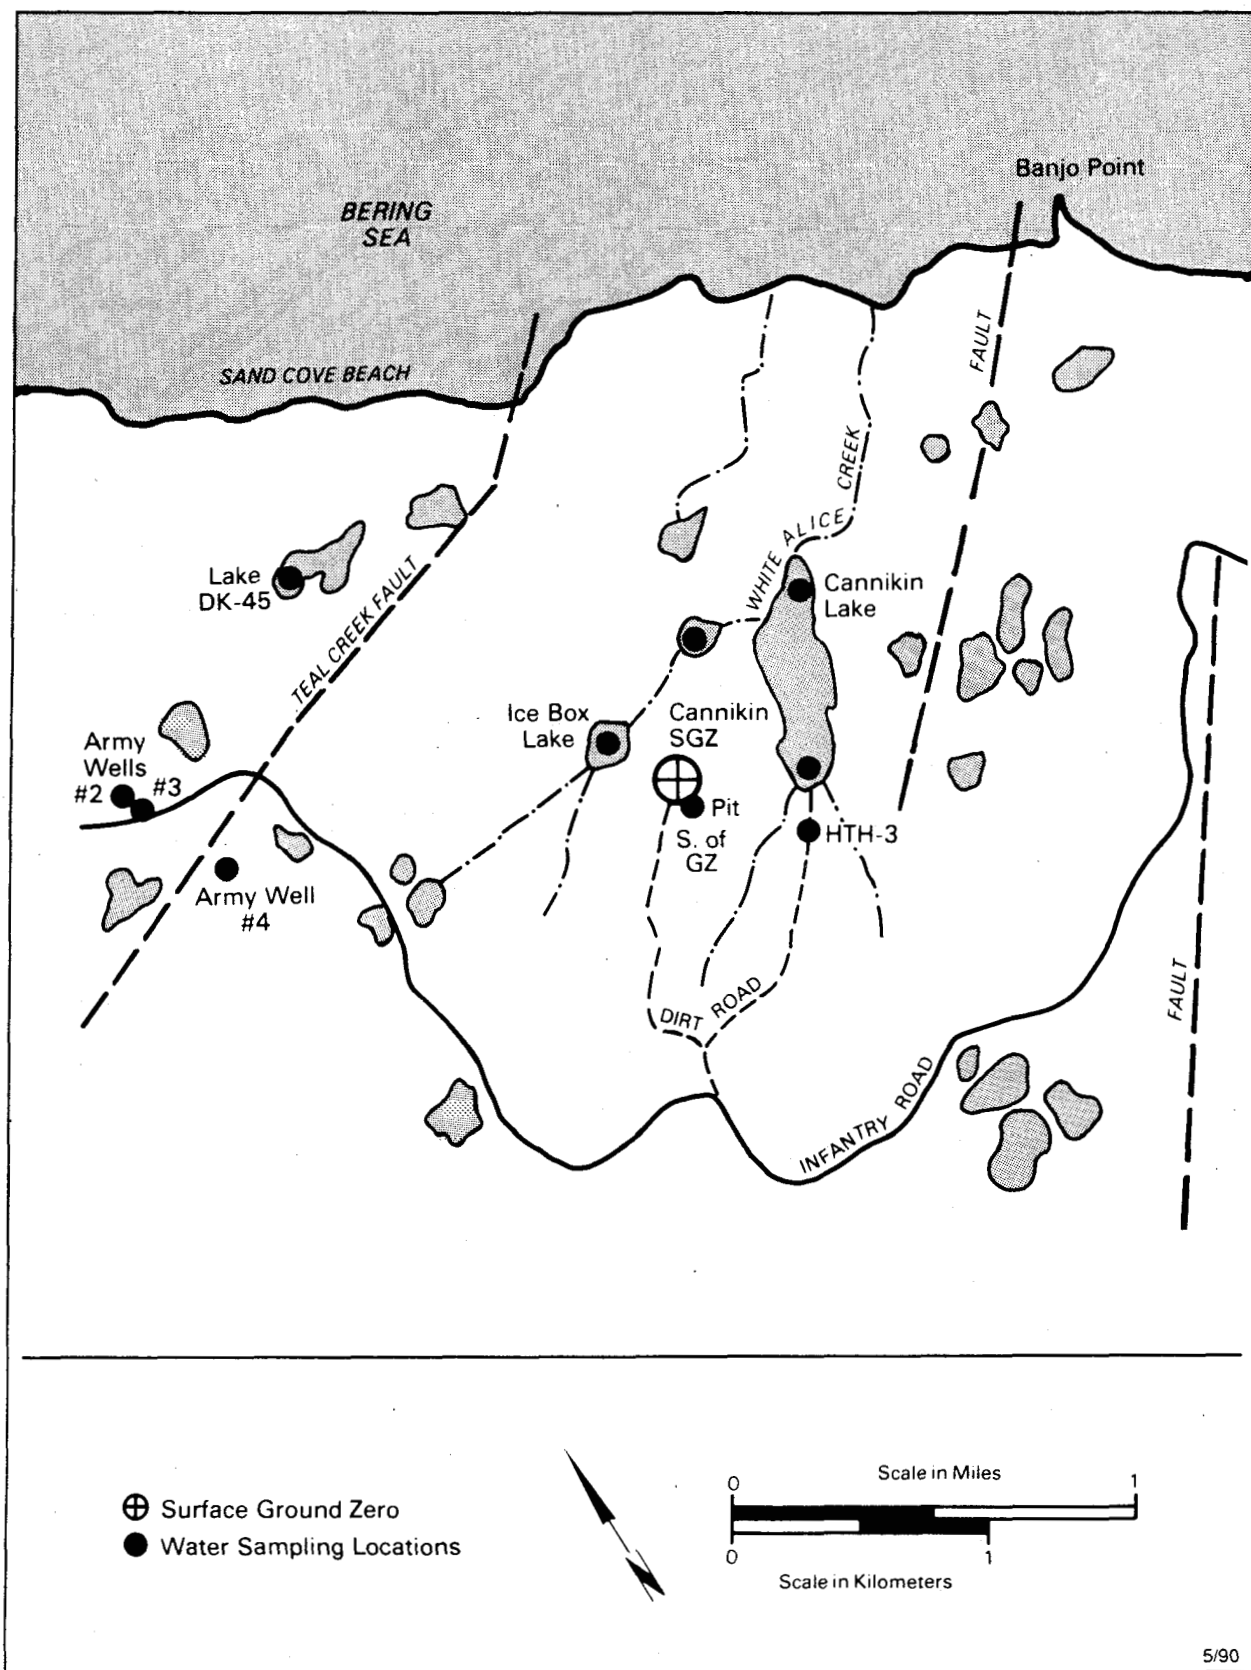 Banjo Point
BERING
SEA
SAND COVE BEACH
FAULT
WHITE ALICE CREEK
Lake
DK-45
TEAL CREEK FAULT
Cannikin
Lake
Ice Box
Lake
Cannikin
SGZ
Army
Wells
#2
#3
Pit
S. of
GZ
HTH-3
Army Well
#4
DIRT ROAD
FAULT
INFANTRY ROAD
Surface Ground Zero
Water Sampling Locations
N
0
Scale in Miles
1
0
1
Scale in Kilometers
5/90